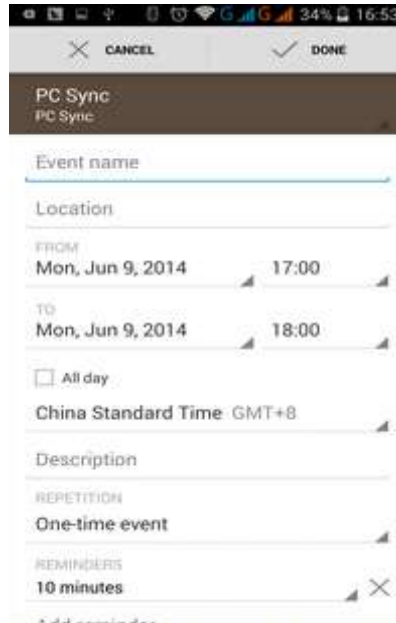 G G 34% 16:53
CANCEL DONE
PC Sync
PC Sync
Event name
Location
FROM
Mon, Jun 9, 2014 17:00
TO
Mon, Jun 9, 2014 18:00
All day
China Standard Time GMT+8
Description
REPETITION
One-time event
REMINDERS
10 minutes
Add reminder